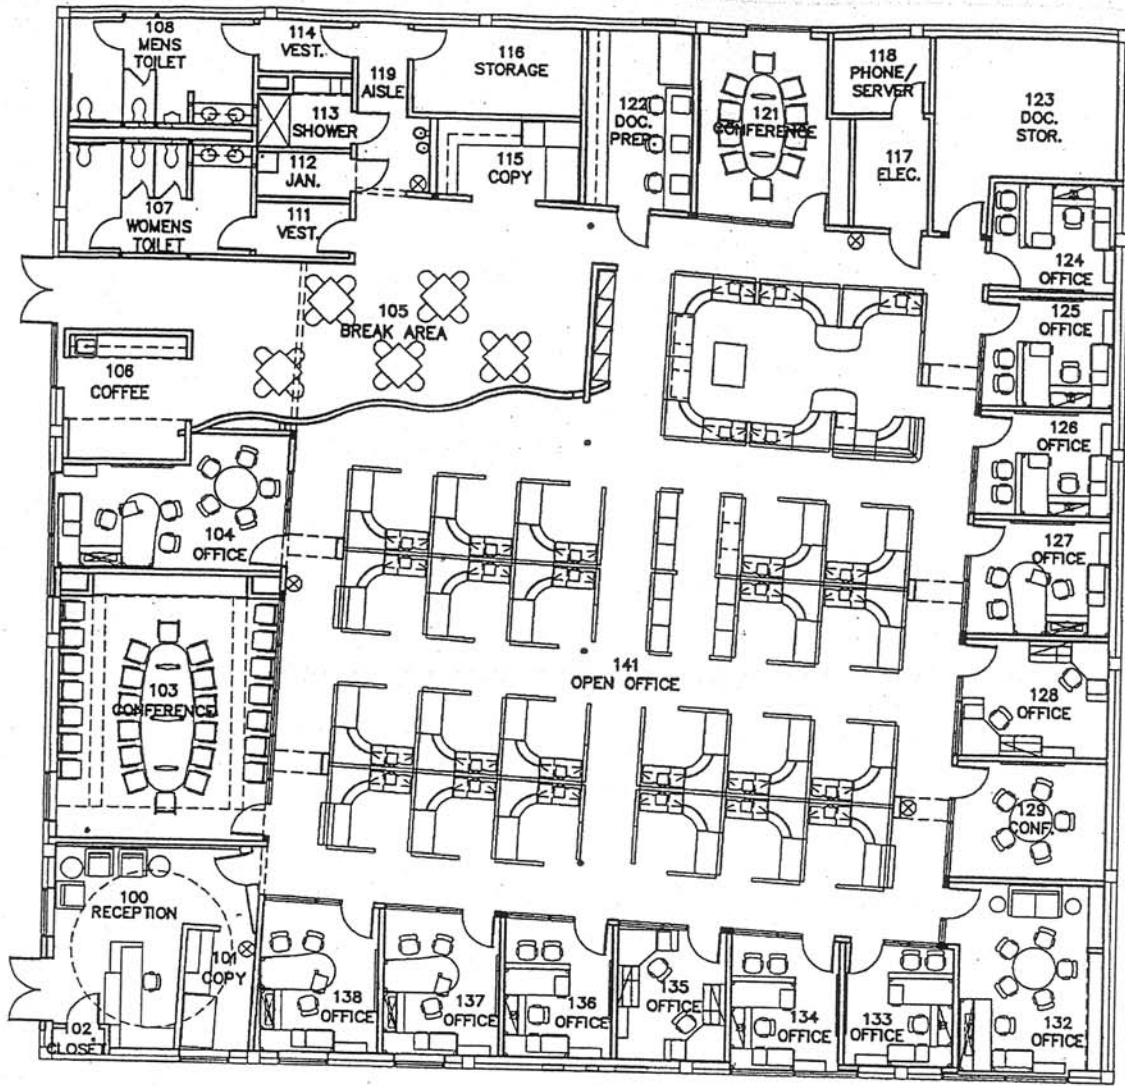 108
MENS
TOILET
114
VEST.
119
AISLE
116
STORAGE
113
SHOWER
112
JAN.
115
COPY
122
DOC.
PREP
121
CONFERENCE
118
PHONE/
SERVER
117
ELEC.
123
DOC.
STOR.
107
WOMENS
TOILET
111
VEST.
124
OFFICE
105
BREAK AREA
125
OFFICE
106
COFFEE
126
OFFICE
104
OFFICE
127
OFFICE
103
CONFERENCE
141
OPEN OFFICE
128
OFFICE
129
CONF.
100
RECEPTION
101
COPY
102
CLOSET
138
OFFICE
137
OFFICE
136
OFFICE
135
OFFICE
134
OFFICE
133
OFFICE
132
OFFICE